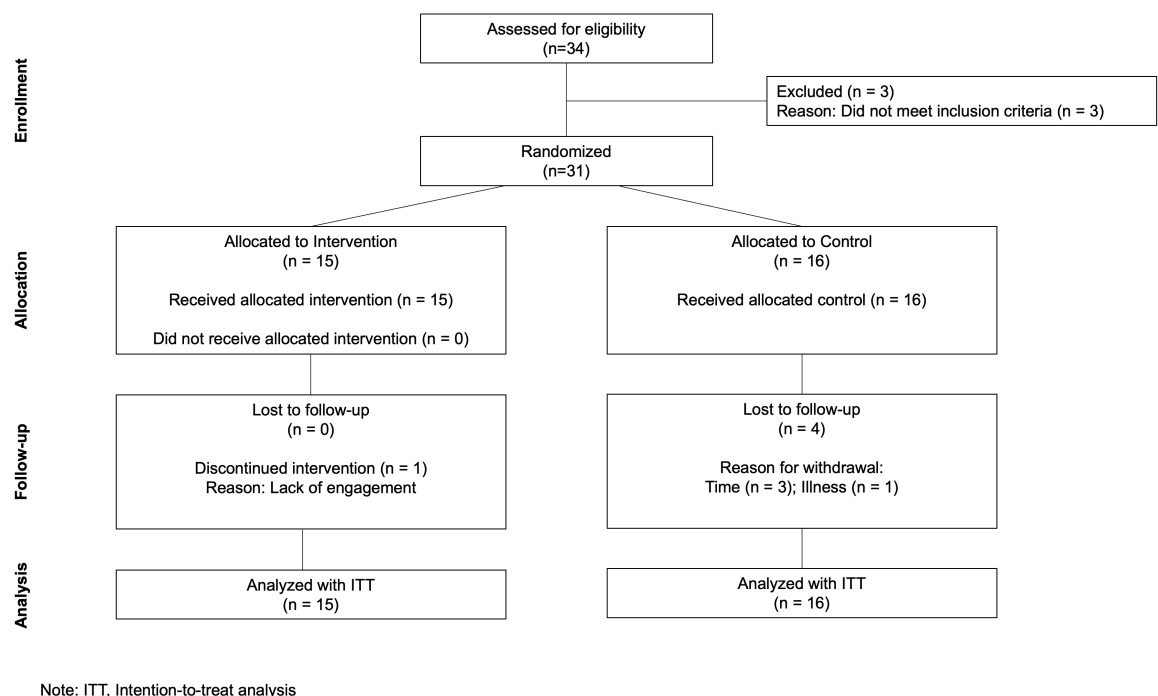 Enrollment
Assessed for eligibility
(n=34)
Excluded (n = 3)
Reason: Did not meet inclusion criteria (n = 3)
Randomized
(n=31)
Allocation
Allocated to Intervention
(n = 15)
Received allocated intervention (n = 15)
Did not receive allocated intervention (n = 0)
Allocated to Control
(n = 16)
Received allocated control (n = 16)
Follow-up
Lost to follow-up
(n = 0)
Discontinued intervention (n = 1)
Reason: Lack of engagement
Lost to follow-up
(n = 4)
Reason for withdrawal:
Time (n = 3); Illness (n = 1)
Analysis
Analyzed with ITT
(n = 15)
Analyzed with ITT
(n = 16)
Note: ITT, Intention-to-treat analysis